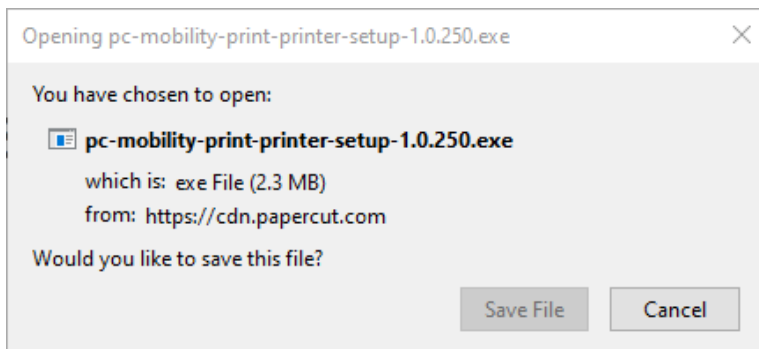 Opening pc-mobility-print-printer-setup-1.0.250.exe
You have chosen to open:
pc-mobility-print-printer-setup-1.0.250.exe
which is: exe File (2.3 MB)
from: https://cdn.papercut.com
Would you like to save this file?
Save File Cancel